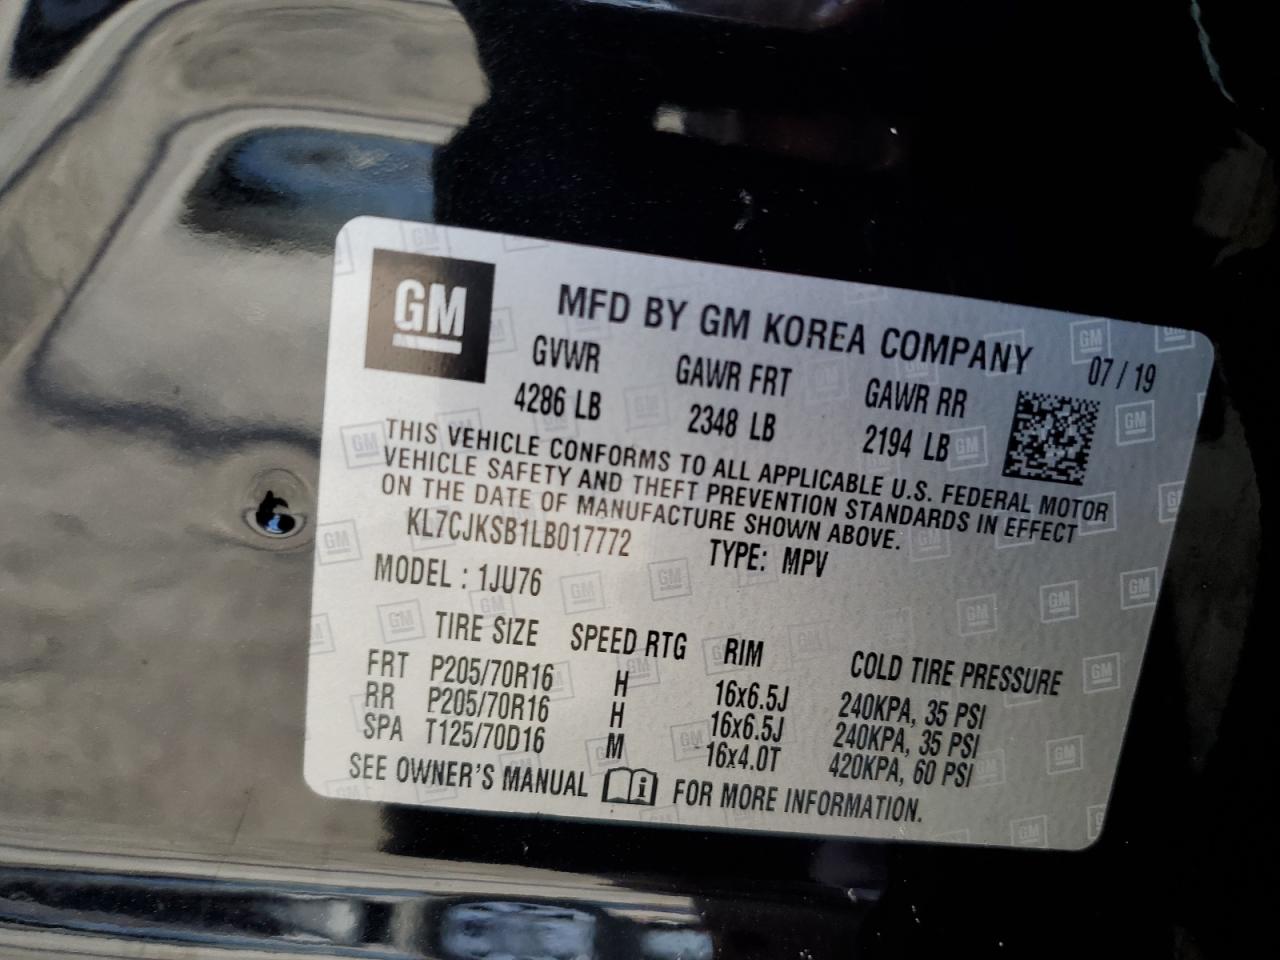 GM
MFD BY GM KOREA COMPANY 07 / 19
GVWR GAWR FRT GAWR RR
4286 LB 2348 LB 2194 LB
THIS VEHICLE CONFORMS TO ALL APPLICABLE U.S. FEDERAL MOTOR
VEHICLE SAFETY AND THEFT PREVENTION STANDARDS IN EFFECT
ON THE DATE OF MANUFACTURE SHOWN ABOVE.
KL7CJKSB1LB017772 TYPE: MPV
MODEL : 1JU76
TIRE SIZE SPEED RTG RIM COLD TIRE PRESSURE
FRT P205/70R16 H 16x6.5J 240KPA, 35 PSI
RR P205/70R16 H 16x6.5J 240KPA, 35 PSI
SPA T125/70D16 M 16x4.0T 420KPA, 60 PSI
SEE OWNER'S MANUAL i FOR MORE INFORMATION.